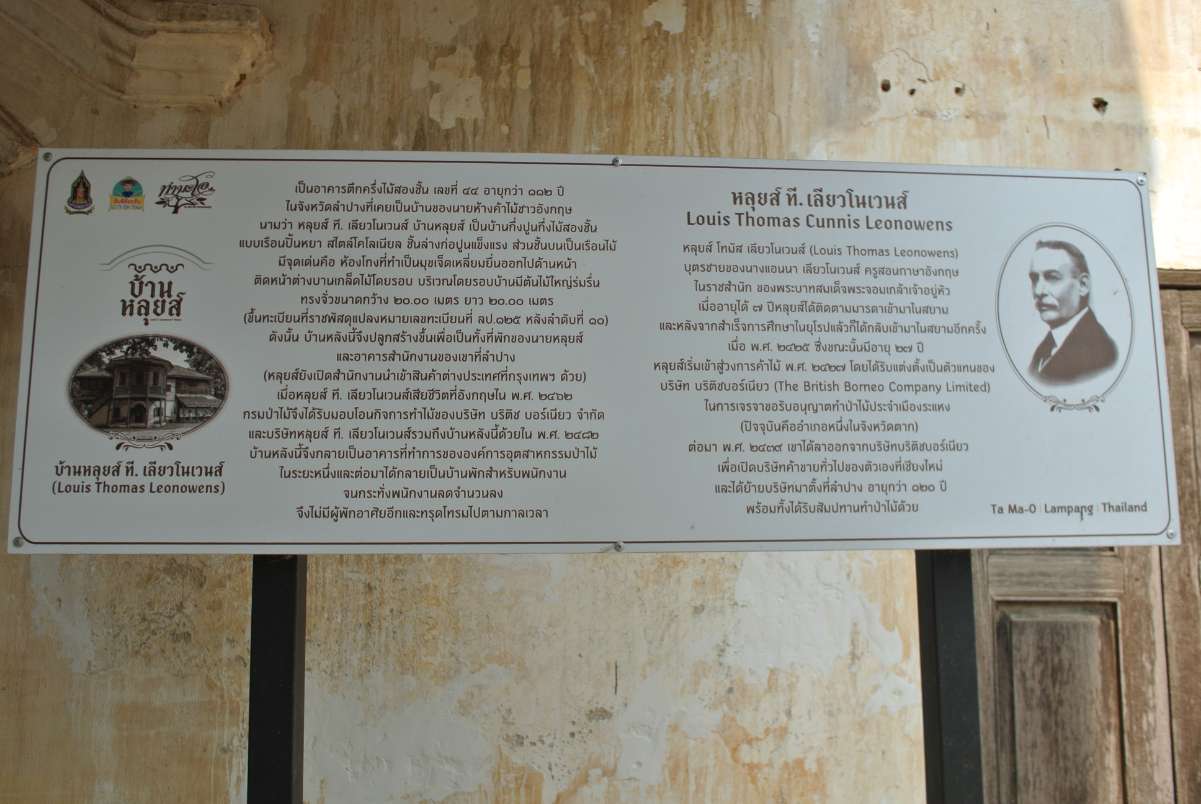 ท่ามะโอ
บ้าน
หลุยส์
บ้านหลุยส์ ที. เลียวโนเวนส์
(Louis Thomas Leonowens)
เป็นอาคารตึกครึ่งไม้สองชั้น เลขที่ ๔๔ อายุกว่า ๑๑๒ ปี
ในจังหวัดลำปางที่เคยเป็นบ้านของนายห้างค้าไม้ชาวอังกฤษ
นามว่า หลุยส์ ที. เลียวโนเวนส์ บ้านหลุยส์ เป็นบ้านกึ่งปูนกึ่งไม้สองชั้น
แบบเรือนปั้นหยา สไตล์โคโลเนียล ชั้นล่างก่อปูนแข็งแรง ส่วนชั้นบนเป็นเรือนไม้
มีจุดเด่นคือ ห้องโถงที่ทำเป็นมุขเจ็ดเหลี่ยมยื่นออกไปด้านหน้า
ติดหน้าต่างบานเกล็ดไม้โดยรอบ บริเวณโดยรอบบ้านมีต้นไม้ใหญ่ร่มรื่น
ทรงจั่วขนาดกว้าง ๒๐.๐๐ เมตร ยาว ๒๐.๐๐ เมตร
(ขึ้นทะเบียนที่ราชพัสดุแปลงหมายเลขทะเบียนที่ ลป.๑๒๕ หลังลำดับที่ ๑๐)
ดังนั้น บ้านหลังนี้จึงปลูกสร้างขึ้นเพื่อเป็นทั้งที่พักของนายหลุยส์
และอาคารสำนักงานของเขาที่ลำปาง
(หลุยส์ยังเปิดสำนักงานนำเข้าสินค้าต่างประเทศที่กรุงเทพฯ ด้วย)
เมื่อหลุยส์ ที. เลียวโนเวนส์เสียชีวิตที่อังกฤษใน พ.ศ. ๒๔๖๒
กรมป่าไม้จึงได้รับมอบโอนกิจการทำไม้ของบริษัท บริติช บอร์เนียว จำกัด
และบริษัทหลุยส์ ที. เลียวโนเวนส์รวมถึงบ้านหลังนี้ด้วยใน พ.ศ. ๒๔๘๒
บ้านหลังนี้จึงกลายเป็นอาคารที่ทำการขององค์การอุตสาหกรรมป่าไม้
ในระยะหนึ่งและต่อมาได้กลายเป็นบ้านพักสำหรับพนักงาน
จนกระทั่งพนักงานลดจำนวนลง
จึงไม่มีผู้พักอาศัยอีกและทรุดโทรมไปตามกาลเวลา
หลุยส์ ที. เลียวโนเวนส์
Louis Thomas Cunnis Leonowens
หลุยส์ โทมัส เลียวโนเวนส์ (Louis Thomas Leonowens)
บุตรชายของนางแอนนา เลียวโนเวนส์ ครูสอนภาษาอังกฤษ
ในราชสำนัก ของพระบาทสมเด็จพระจอมเกล้าเจ้าอยู่หัว
เมื่ออายุได้ ๗ ปีหลุยส์ได้ติดตามมารดาเข้ามาในสยาม
และหลังจากสำเร็จการศึกษาในยุโรปแล้วก็ได้กลับเข้ามาในสยามอีกครั้ง
เมื่อ พ.ศ. ๒๔๒๕ ซึ่งขณะนั้นมีอายุ ๒๗ ปี
หลุยส์เริ่มเข้าสู่วงการค้าไม้ พ.ศ. ๒๔๒๗ โดยได้รับแต่งตั้งเป็นตัวแทนของ
บริษัท บริติชบอร์เนียว (The British Borneo Company Limited)
ในการเจรจาขอรับอนุญาตทำป่าไม้ประจำเมืองระแหง
(ปัจจุบันคืออำเภอหนึ่งในจังหวัดตาก)
ต่อมา พ.ศ. ๒๔๓๙ เขาได้ลาออกจากบริษัทบริติชบอร์เนียว
เพื่อเปิดบริษัทค้าขายทั่วไปของตัวเองที่เชียงใหม่
และได้ย้ายบริษัทมาตั้งที่ลำปาง อายุกว่า ๑๒๐ ปี
พร้อมทั้งได้รับสัมปทานทำป่าไม้ด้วย
Ta Ma-O | Lampang | Thailand